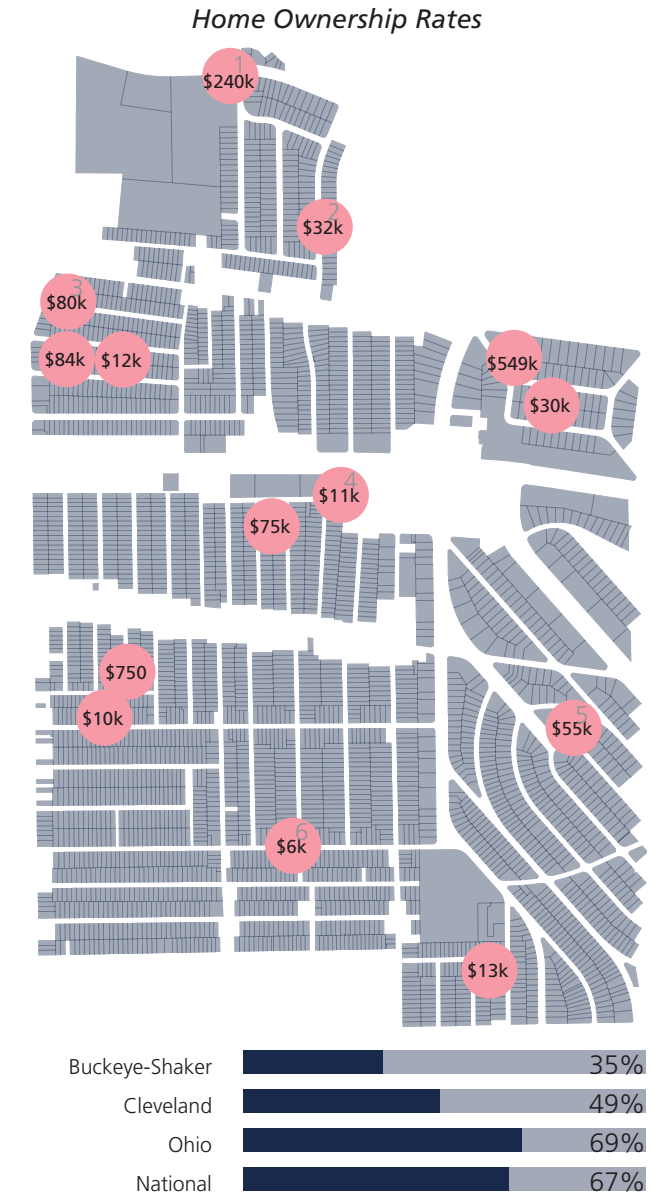 Home Ownership Rates
1
$240k
2
$32k
3
$80k
$84k
$12k
$549k
$30k
4
$11k
$75k
$750
$10k
5
$55k
6
$6k
$13k
Buckeye-Shaker 35%
Cleveland 49%
Ohio 69%
National 67%